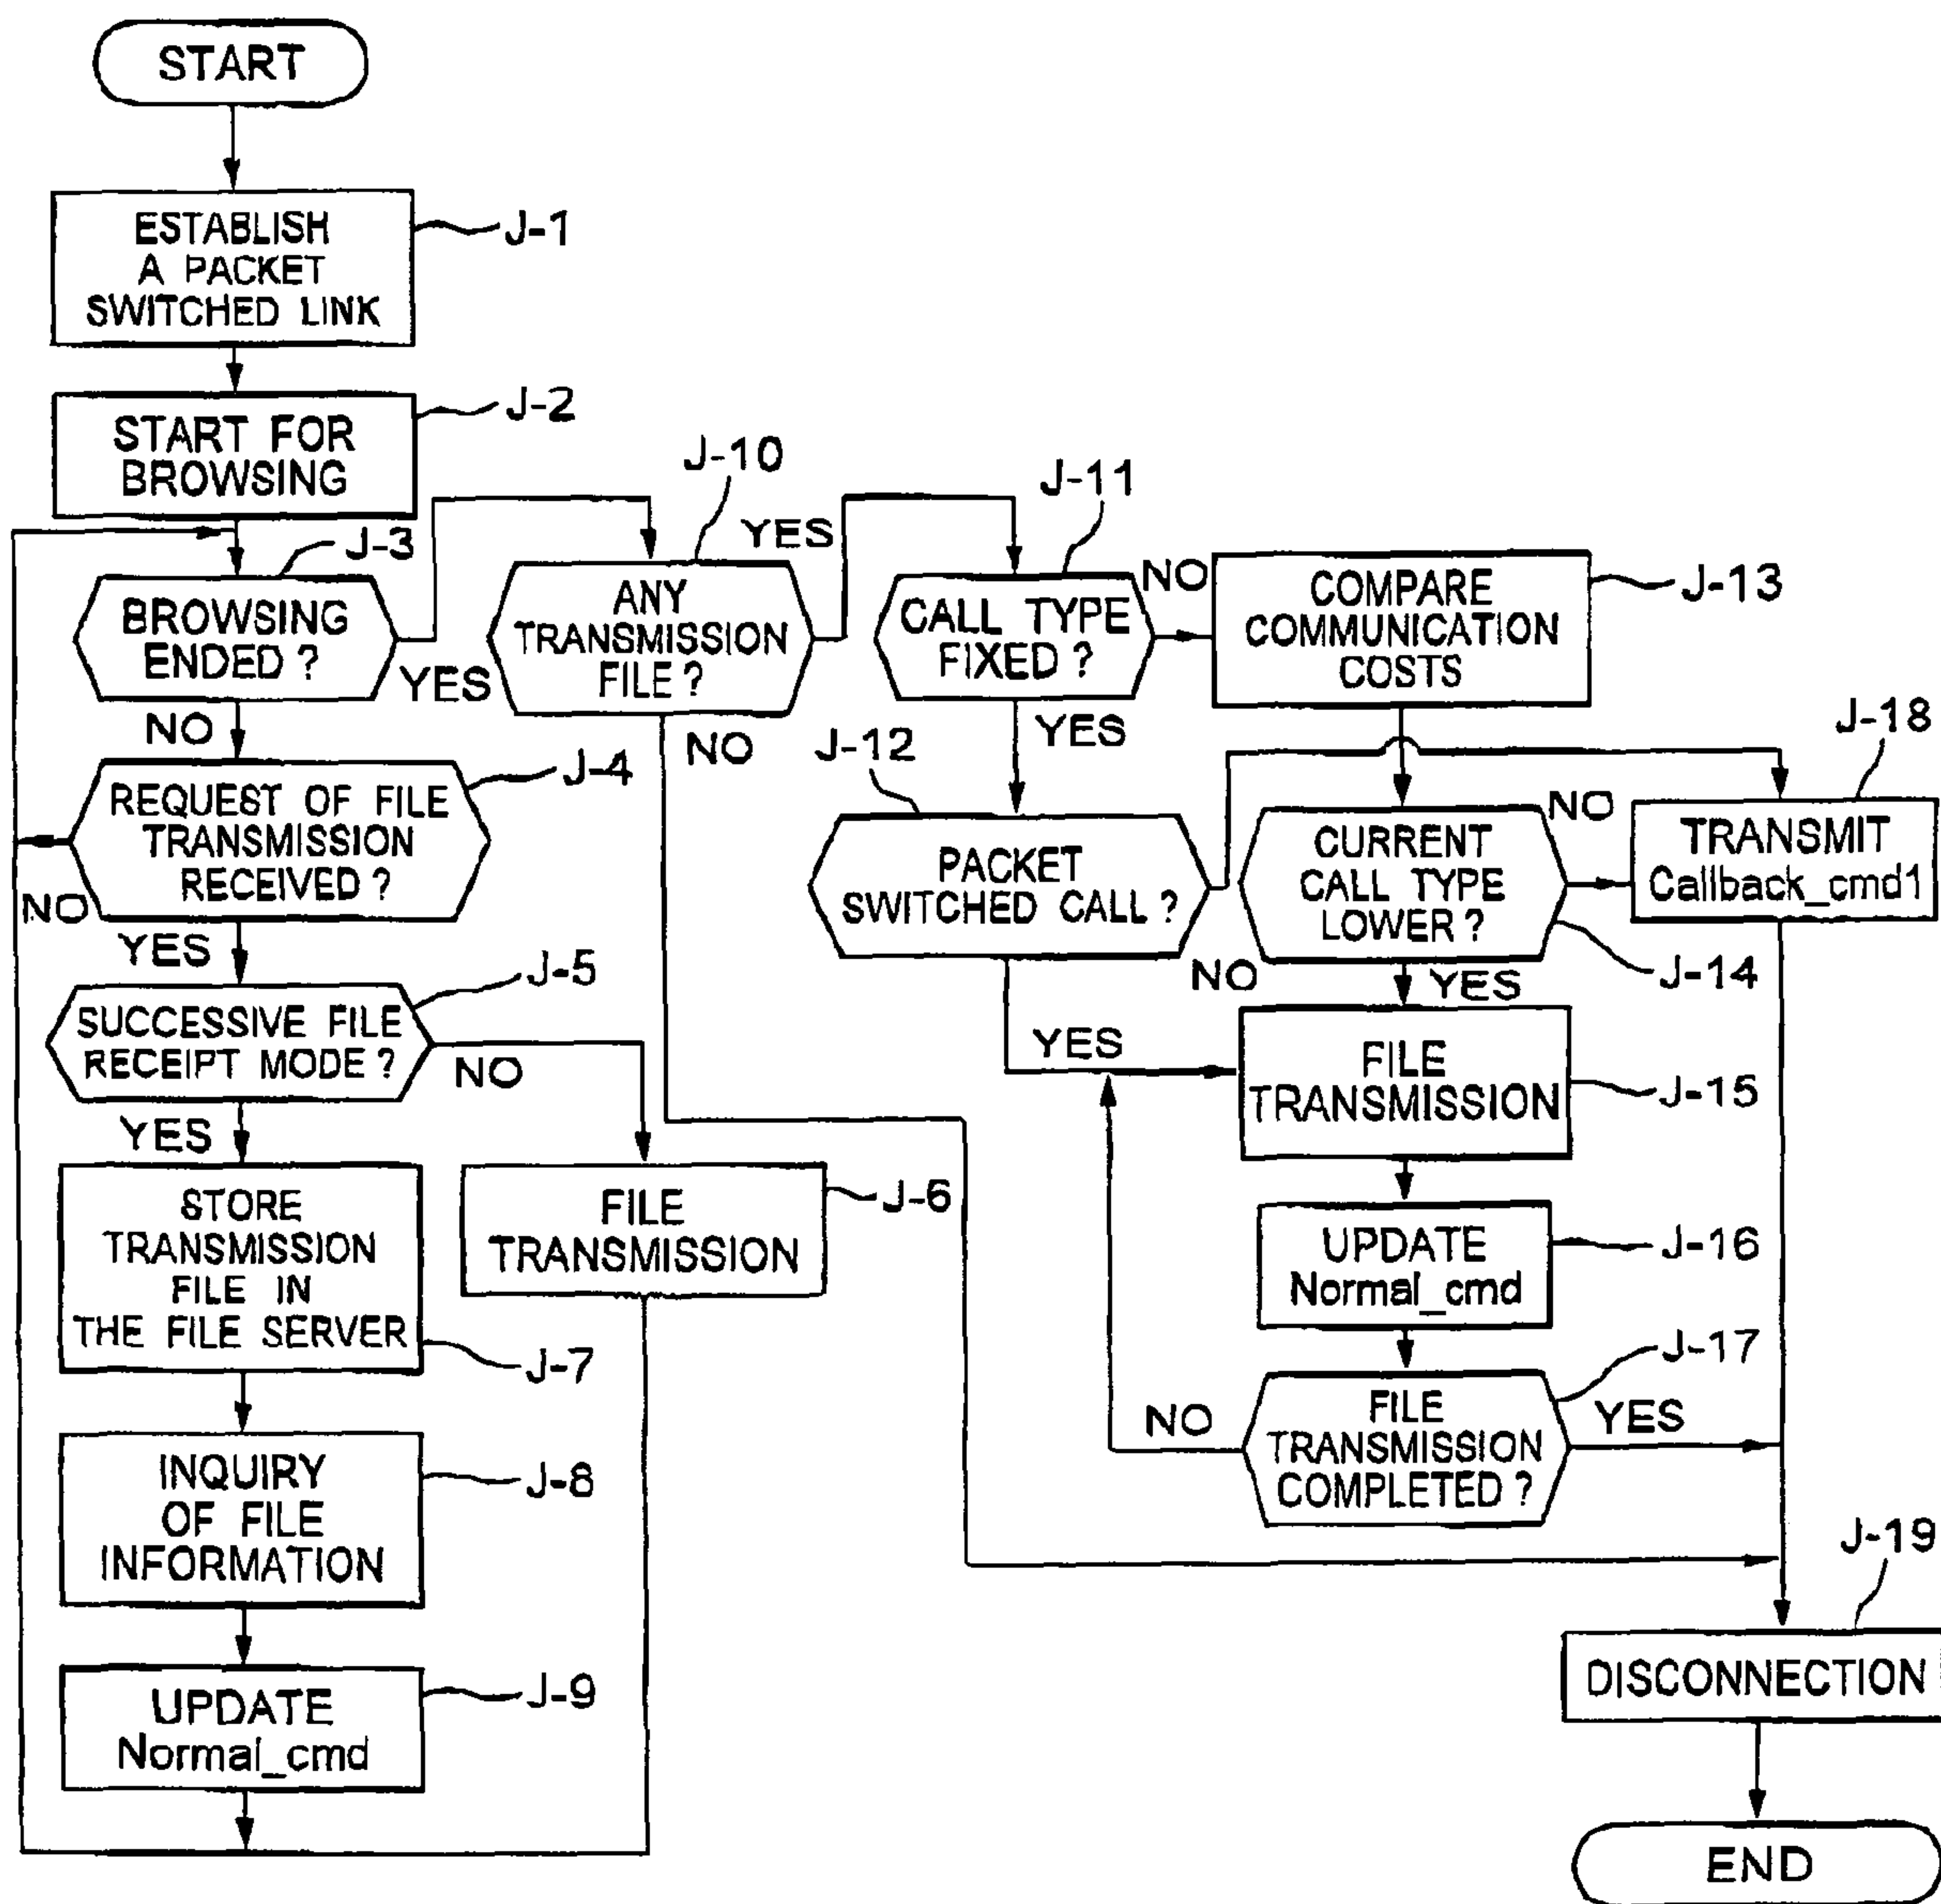 START
ESTABLISH
A PACKET
SWITCHED LINK
J-1
START FOR
BROWSING
J-2
BROWSING
ENDED ?
J-3
YES
NO
REQUEST OF FILE
TRANSMISSION
RECEIVED ?
J-4
NO
YES
SUCCESSIVE FILE
RECEIPT MODE ?
J-5
NO
YES
FILE
TRANSMISSION
J-6
STORE
TRANSMISSION
FILE IN
THE FILE SERVER
J-7
INQUIRY
OF FILE
INFORMATION
J-8
UPDATE
Normal_cmd
J-9
J-10
ANY
TRANSMISSION
FILE ?
YES
NO
J-11
CALL TYPE
FIXED ?
NO
YES
J-12
PACKET
SWITCHED CALL ?
NO
YES
COMPARE
COMMUNICATION
COSTS
J-13
CURRENT
CALL TYPE
LOWER ?
NO
J-14
YES
FILE
TRANSMISSION
J-15
UPDATE
Normal_cmd
J-16
J-17
FILE
TRANSMISSION
COMPLETED ?
NO
YES
J-18
TRANSMIT
Callback_cmd1
J-19
DISCONNECTION
END